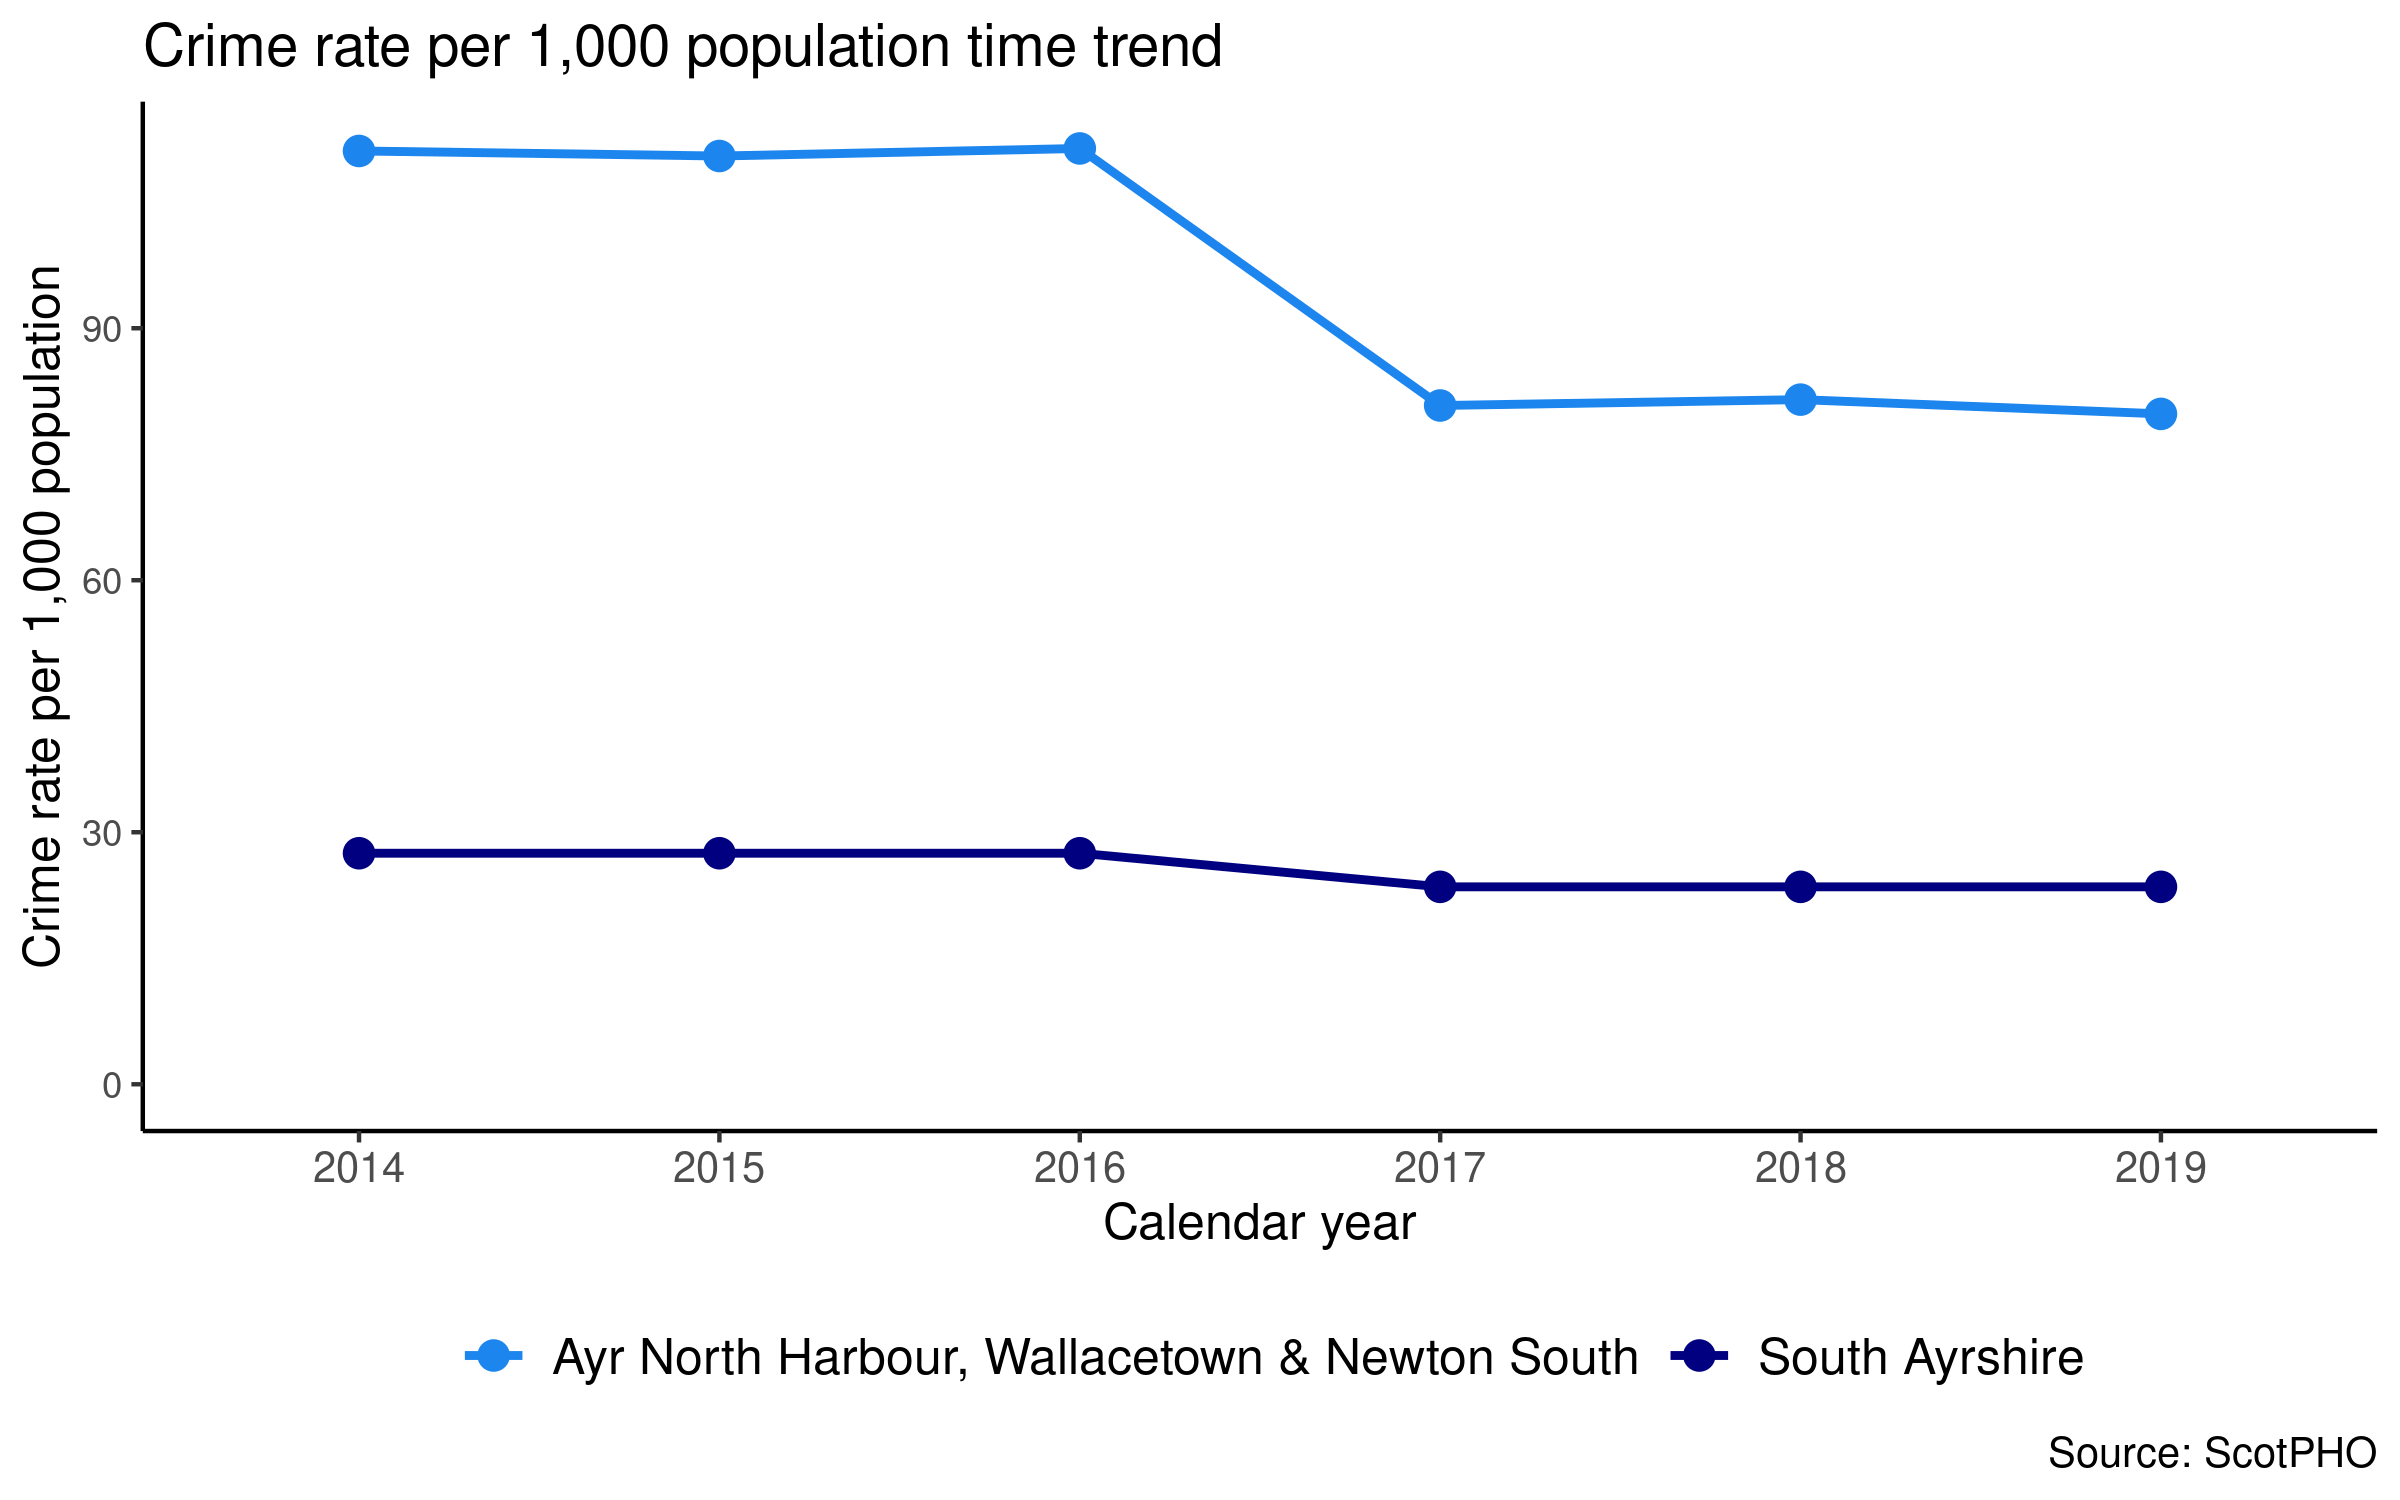 Crime rate per 1,000 population time trend
Crime rate per 1,000 population
90
60
30
0
2014 2015 2016 2017 2018 2019
Calendar year
Ayr North Harbour, Wallacetown & Newton South South Ayrshire
Source: ScotPHO